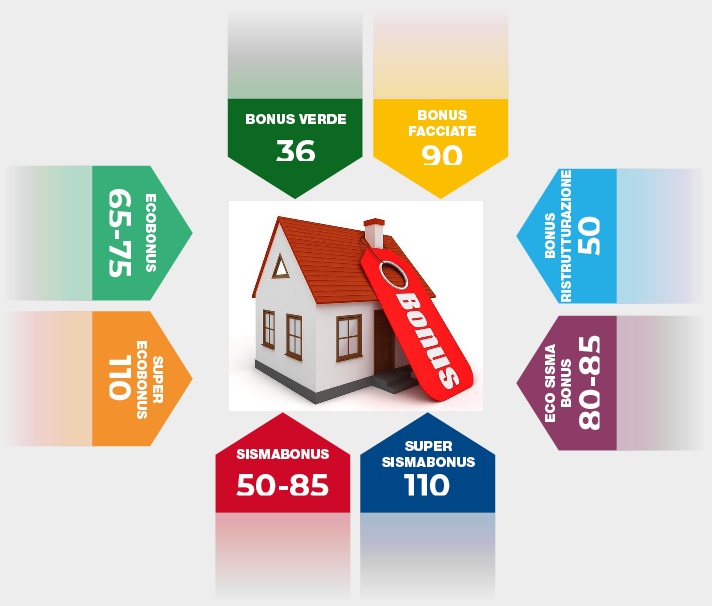 BONUS VERDE
36
BONUS
FACCIATE
90
ECOBONUS
65-75
BONUS
RISTRUTTURAZIONE
50
SUPER
ECOBONUS
110
ECO SISMA
BONUS
80-85
Bonus
SISMABONUS
50-85
SUPER
SISMABONUS
110